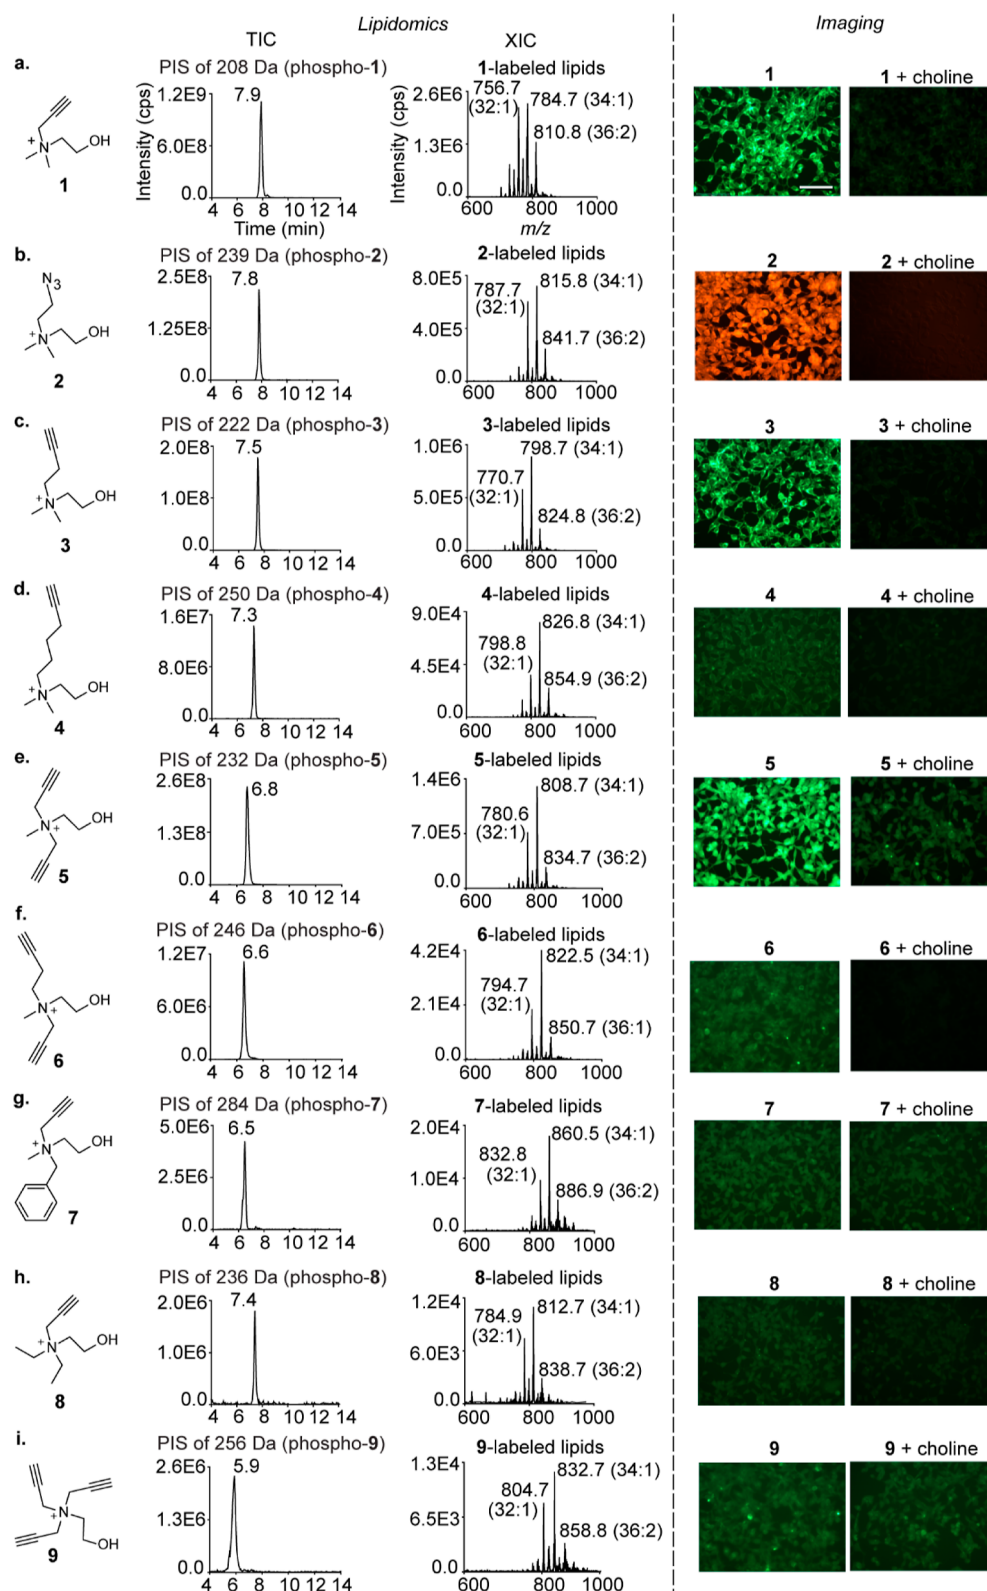 Lipidomics
Imaging
TIC
XIC
a.
PIS of 208 Da (phospho-1)
1-labeled lipids
1
1 + choline
Intensity (cps)
1.2E9
6.0E8
0.0
7.9
4 6 8 10 12 14
Time (min)
Intensity (cps)
2.6E6
1.3E6
0.0
756.7
(32:1)
784.7 (34:1)
810.8 (36:2)
600 800 1000
m/z
N
+
OH
1
b.
PIS of 239 Da (phospho-2)
2-labeled lipids
2
2 + choline
2.5E8
1.25E8
0.0
7.8
4 6 8 10 12 14
8.0E5
4.0E5
0.0
787.7
(32:1)
815.8 (34:1)
841.7 (36:2)
600 800 1000
N3
N
+
OH
2
c.
PIS of 222 Da (phospho-3)
3-labeled lipids
3
3 + choline
2.0E8
1.0E8
0.0
7.5
4 6 8 10 12 14
1.0E6
5.0E5
0.0
798.7 (34:1)
770.7
(32:1)
824.8 (36:2)
600 800 1000
N
+
OH
3
d.
PIS of 250 Da (phospho-4)
4-labeled lipids
4
4 + choline
1.6E7
8.0E6
0.0
7.3
4 6 8 10 12 14
9.0E4
4.5E4
0.0
826.8 (34:1)
798.8
(32:1)
854.9 (36:2)
600 800 1000
N
+
OH
4
e.
PIS of 232 Da (phospho-5)
5-labeled lipids
5
5 + choline
2.6E8
1.3E8
0.0
6.8
4 6 8 10 12 14
1.4E6
7.0E5
0.0
808.7 (34:1)
780.6
(32:1)
834.7 (36:2)
600 800 1000
N
+
OH
5
f.
PIS of 246 Da (phospho-6)
6-labeled lipids
6
6 + choline
1.2E7
6.0E6
0.0
6.6
4 6 8 10 12 14
4.2E4
2.1E4
0.0
822.5 (34:1)
794.7
(32:1)
850.7 (36:1)
600 800 1000
N
+
OH
6
g.
PIS of 284 Da (phospho-7)
7-labeled lipids
7
7 + choline
5.0E6
2.5E6
0.0
6.5
4 6 8 10 12 14
2.0E4
1.0E4
0.0
860.5 (34:1)
832.8
(32:1)
886.9 (36:2)
600 800 1000
N
+
OH
7
h.
PIS of 236 Da (phospho-8)
8-labeled lipids
8
8 + choline
2.0E6
1.0E6
0.0
7.4
4 6 8 10 12 14
1.2E4
6.0E3
0.0
784.9
(32:1)
812.7 (34:1)
838.7 (36:2)
600 800 1000
N
+
OH
8
i.
PIS of 256 Da (phospho-9)
9-labeled lipids
9
9 + choline
2.6E6
1.3E6
0.0
5.9
4 6 8 10 12 14
1.3E4
6.5E3
0.0
832.7 (34:1)
804.7
(32:1)
858.8 (36:2)
600 800 1000
N
+
OH
9